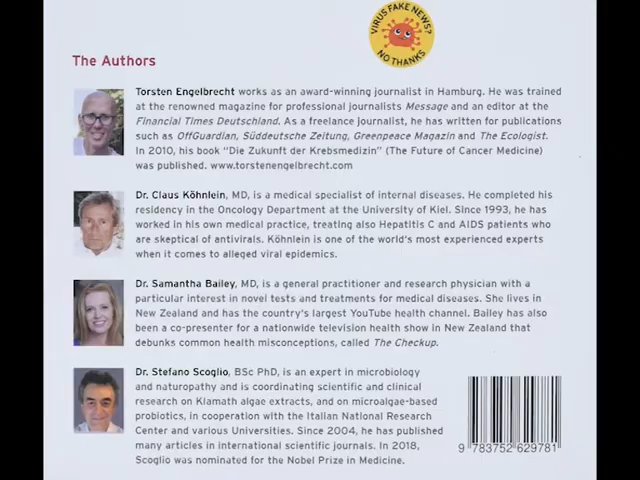 VIRUS FAKE NEWS?
NO THANKS
The Authors
Torsten Engelbrecht works as an award-winning journalist in Hamburg. He was trained
at the renowned magazine for professional journalists Message and an editor at the
Financial Times Deutschland. As a freelance journalist, he has written for publications
such as OffGuardian, Süddeutsche Zeitung, Greenpeace Magazin and The Ecologist.
In 2010, his book “Die Zukunft der Krebsmedizin” (The Future of Cancer Medicine)
was published. www.torstenengelbrecht.com
Dr. Claus Köhnlein, MD, is a medical specialist of internal diseases. He completed his
residency in the Oncology Department at the University of Kiel. Since 1993, he has
worked in his own medical practice, treating also Hepatitis C and AIDS patients who
are skeptical of antivirals. Köhnlein is one of the world's most experienced experts
when it comes to alleged viral epidemics.
Dr. Samantha Bailey, MD, is a general practitioner and research physician with a
particular interest in novel tests and treatments for medical diseases. She lives in
New Zealand and has the country's largest YouTube health channel. Bailey has also
been a co-presenter for a nationwide television health show in New Zealand that
debunks common health misconceptions, called The Checkup.
Dr. Stefano Scoglio, BSc PhD, is an expert in microbiology
and naturopathy and is coordinating scientific and clinical
research on Klamath algae extracts, and on microalgae-based
probiotics, in cooperation with the Italian National Research
Center and various Universities. Since 2004, he has published
many articles in international scientific journals. In 2018,
Scoglio was nominated for the Nobel Prize in Medicine.
9 783752 629781